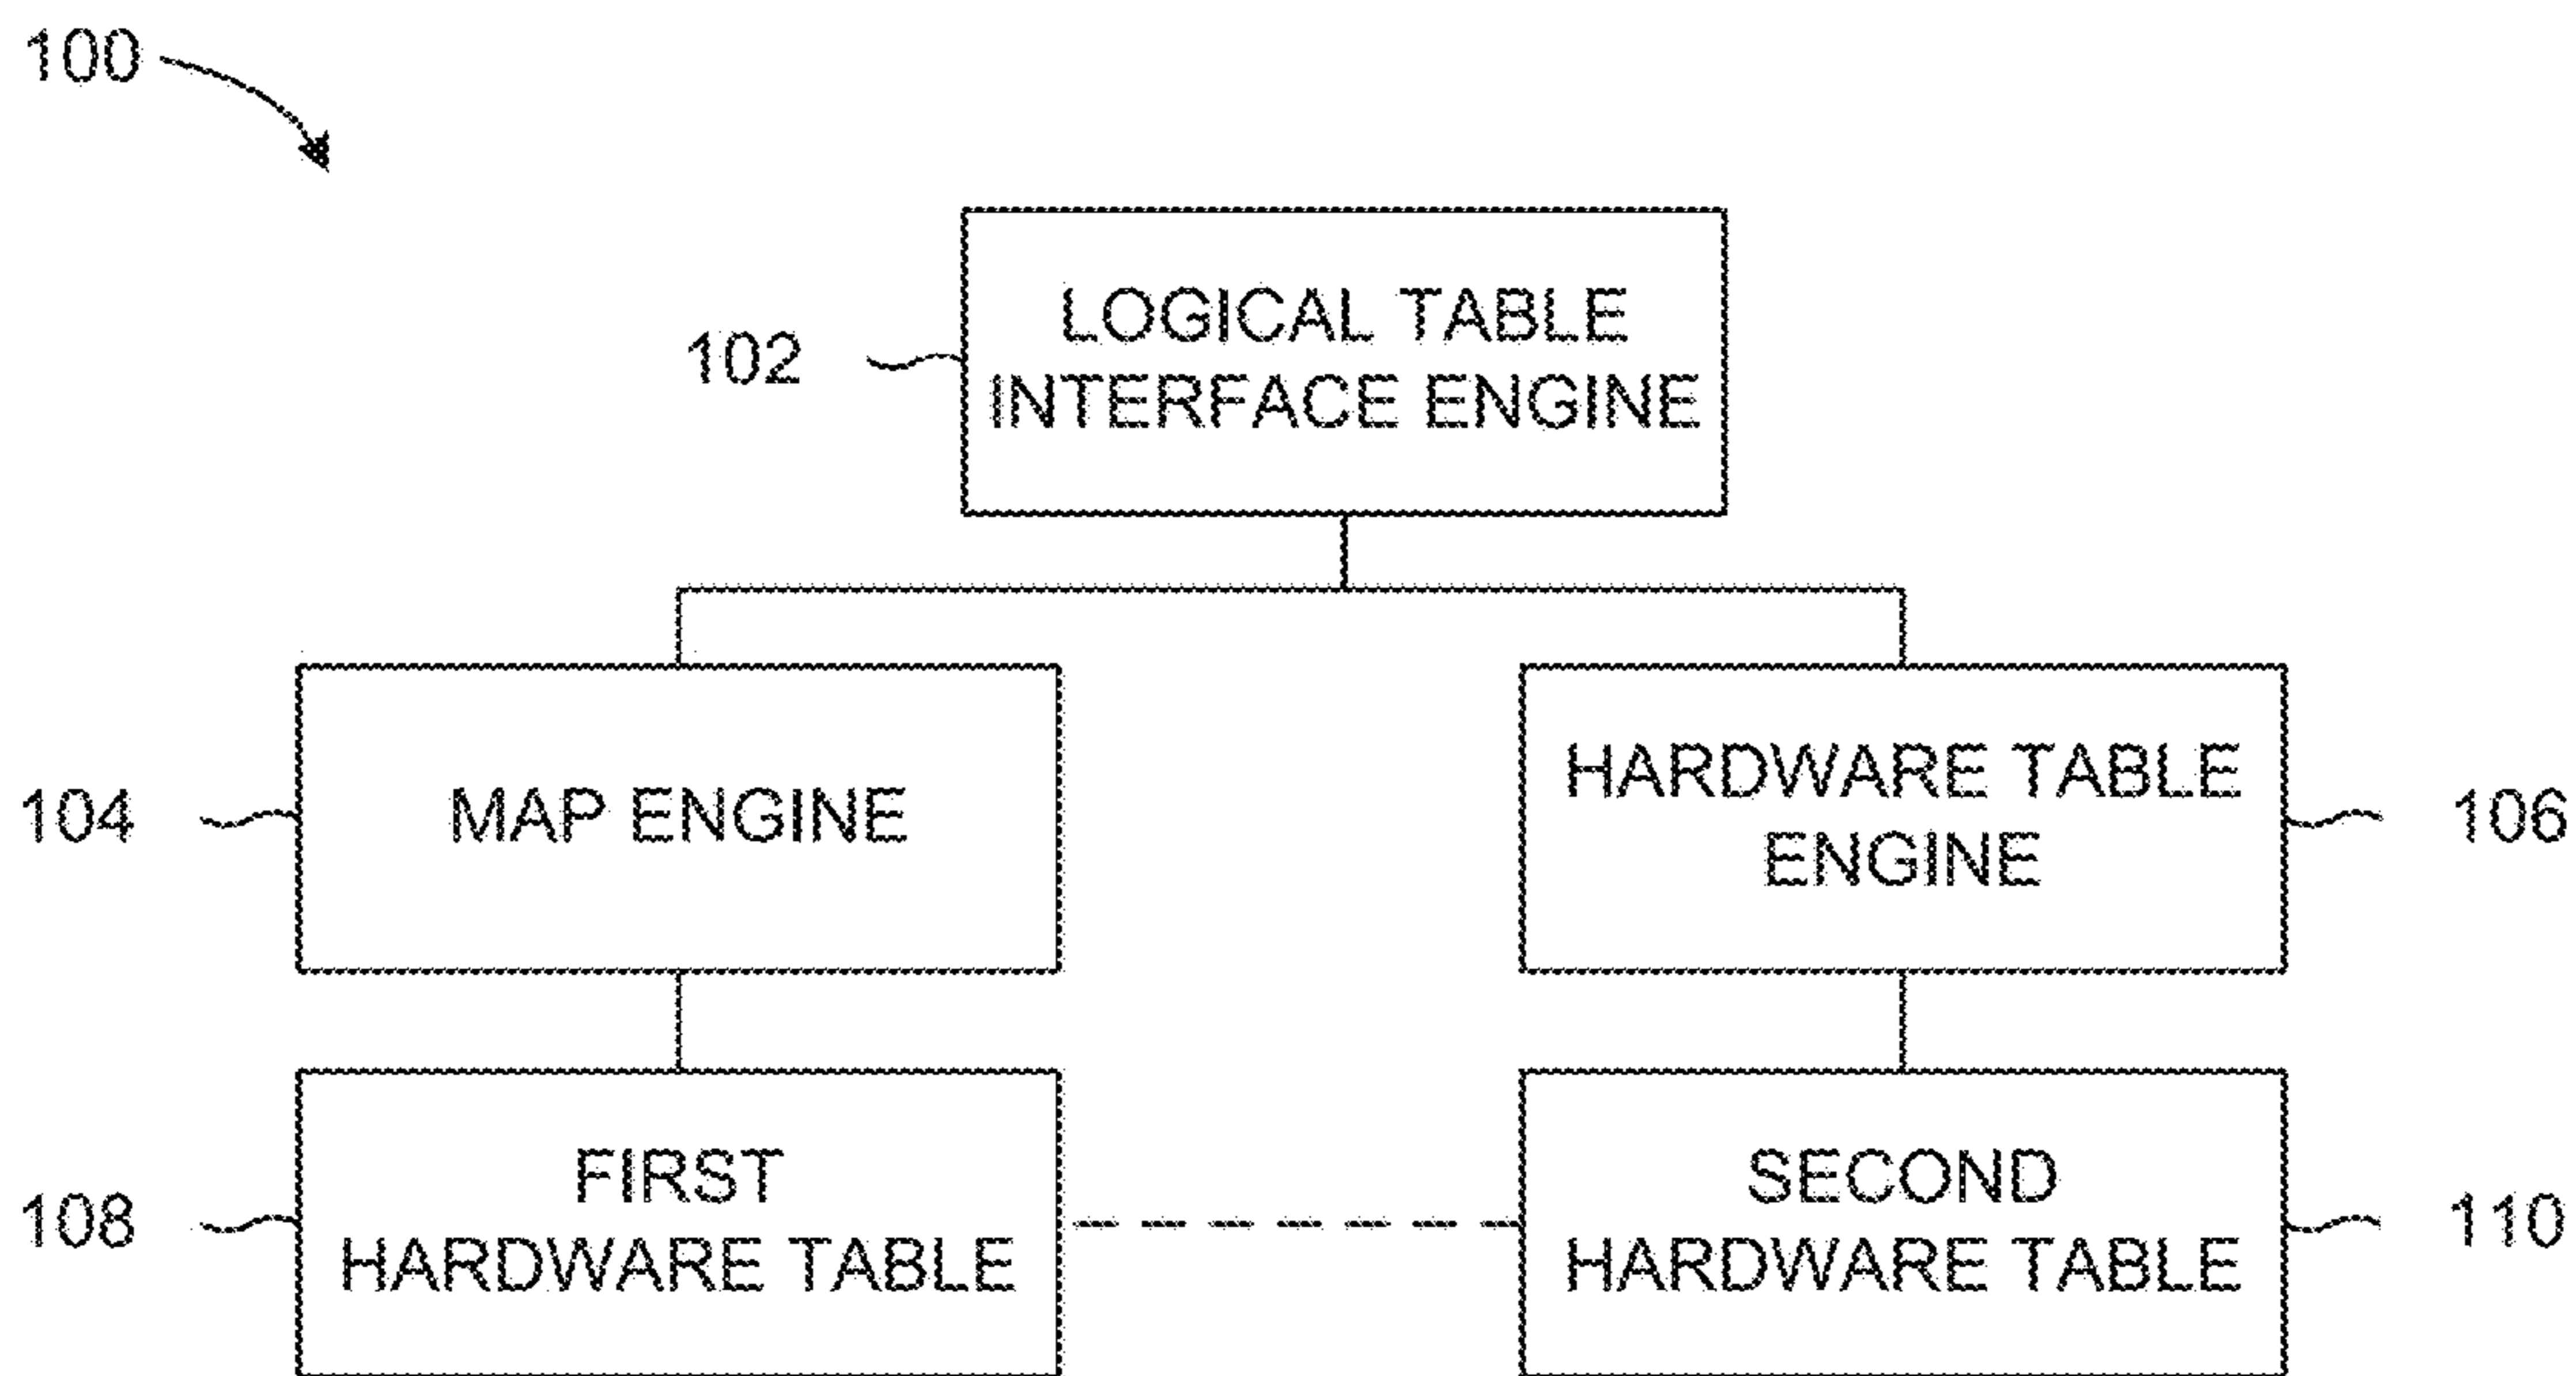 100
102
LOGICAL TABLE
INTERFACE ENGINE
104
MAP ENGINE
HARDWARE TABLE
ENGINE
106
108
FIRST
HARDWARE TABLE
SECOND
HARDWARE TABLE
110